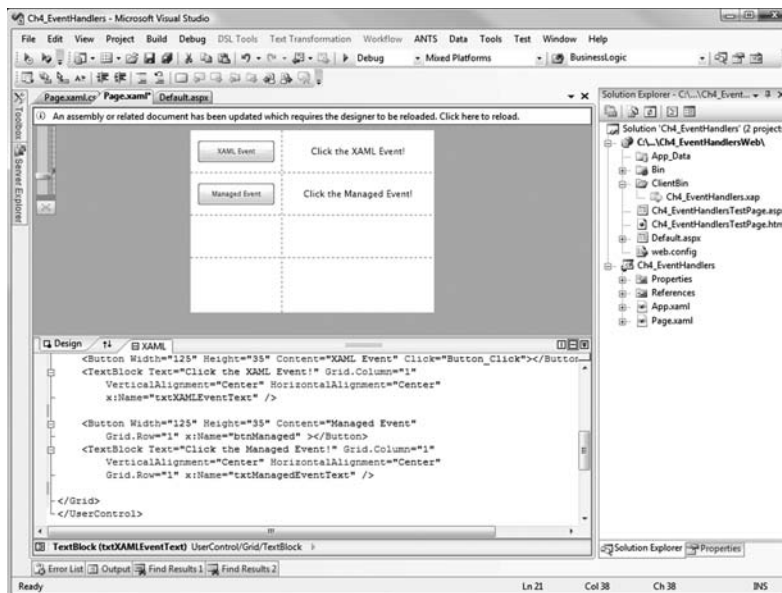 Ch4_EventHandlers - Microsoft Visual Studio
File Edit View Project Build Debug DSL Tools Text Transformation Workflow ANTS Data Tools Test Window Help
Debug Mixed Platforms BusinessLogic
Page.xaml.cs* Page.xaml* Default.aspx
Solution Explorer - C:\...\Ch4_Event...
Toolbox
Server Explorer
An assembly or related document has been updated which requires the designer to be reloaded. Click here to reload.
XAML Event Click the XAML Event!
Managed Event Click the Managed Event!
Solution 'Ch4_EventHandlers' (2 project
C:\...\Ch4_EventHandlersWeb\
App_Data
Bin
ClientBin
Ch4_EventHandlers.xap
Ch4_EventHandlersTestPage.asp
Ch4_EventHandlersTestPage.htm
Default.aspx
web.config
Ch4_EventHandlers
Properties
References
App.xaml
Page.xaml
Design XAML
<Button Width="125" Height="35" Content="XAML Event" Click="Button_Click"></Button
<TextBlock Text="Click the XAML Event!" Grid.Column="1"
VerticalAlignment="Center" HorizontalAlignment="Center"
x:Name="txtXAMLEventText" />
<Button Width="125" Height="35" Content="Managed Event"
Grid.Row="1" x:Name="btnManaged" ></Button>
<TextBlock Text="Click the Managed Event!" Grid.Column="1"
VerticalAlignment="Center" HorizontalAlignment="Center"
Grid.Row="1" x:Name="txtManagedEventText" />
</Grid>
</UserControl>
TextBlock (txtXAMLEventText) UserControl/Grid/TextBlock
Solution Explorer Properties
Error List Output Find Results 1 Find Results 2
Ready Ln 21 Col 38 Ch 38 INS